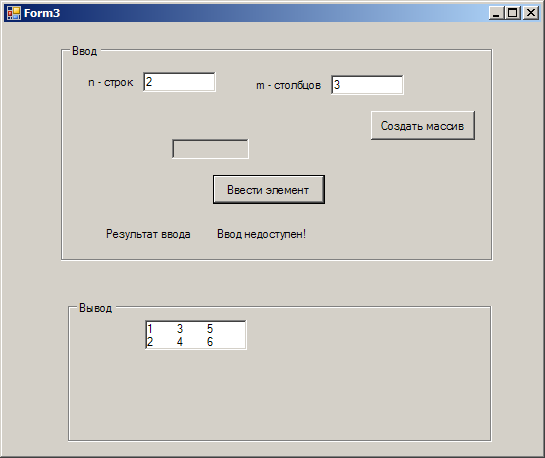 Form3
Ввод
n - строк 2 m - столбцов 3
Создать массив
Ввести элемент
Результат ввода Ввод недоступен!
Вывод
1 3 5
2 4 6